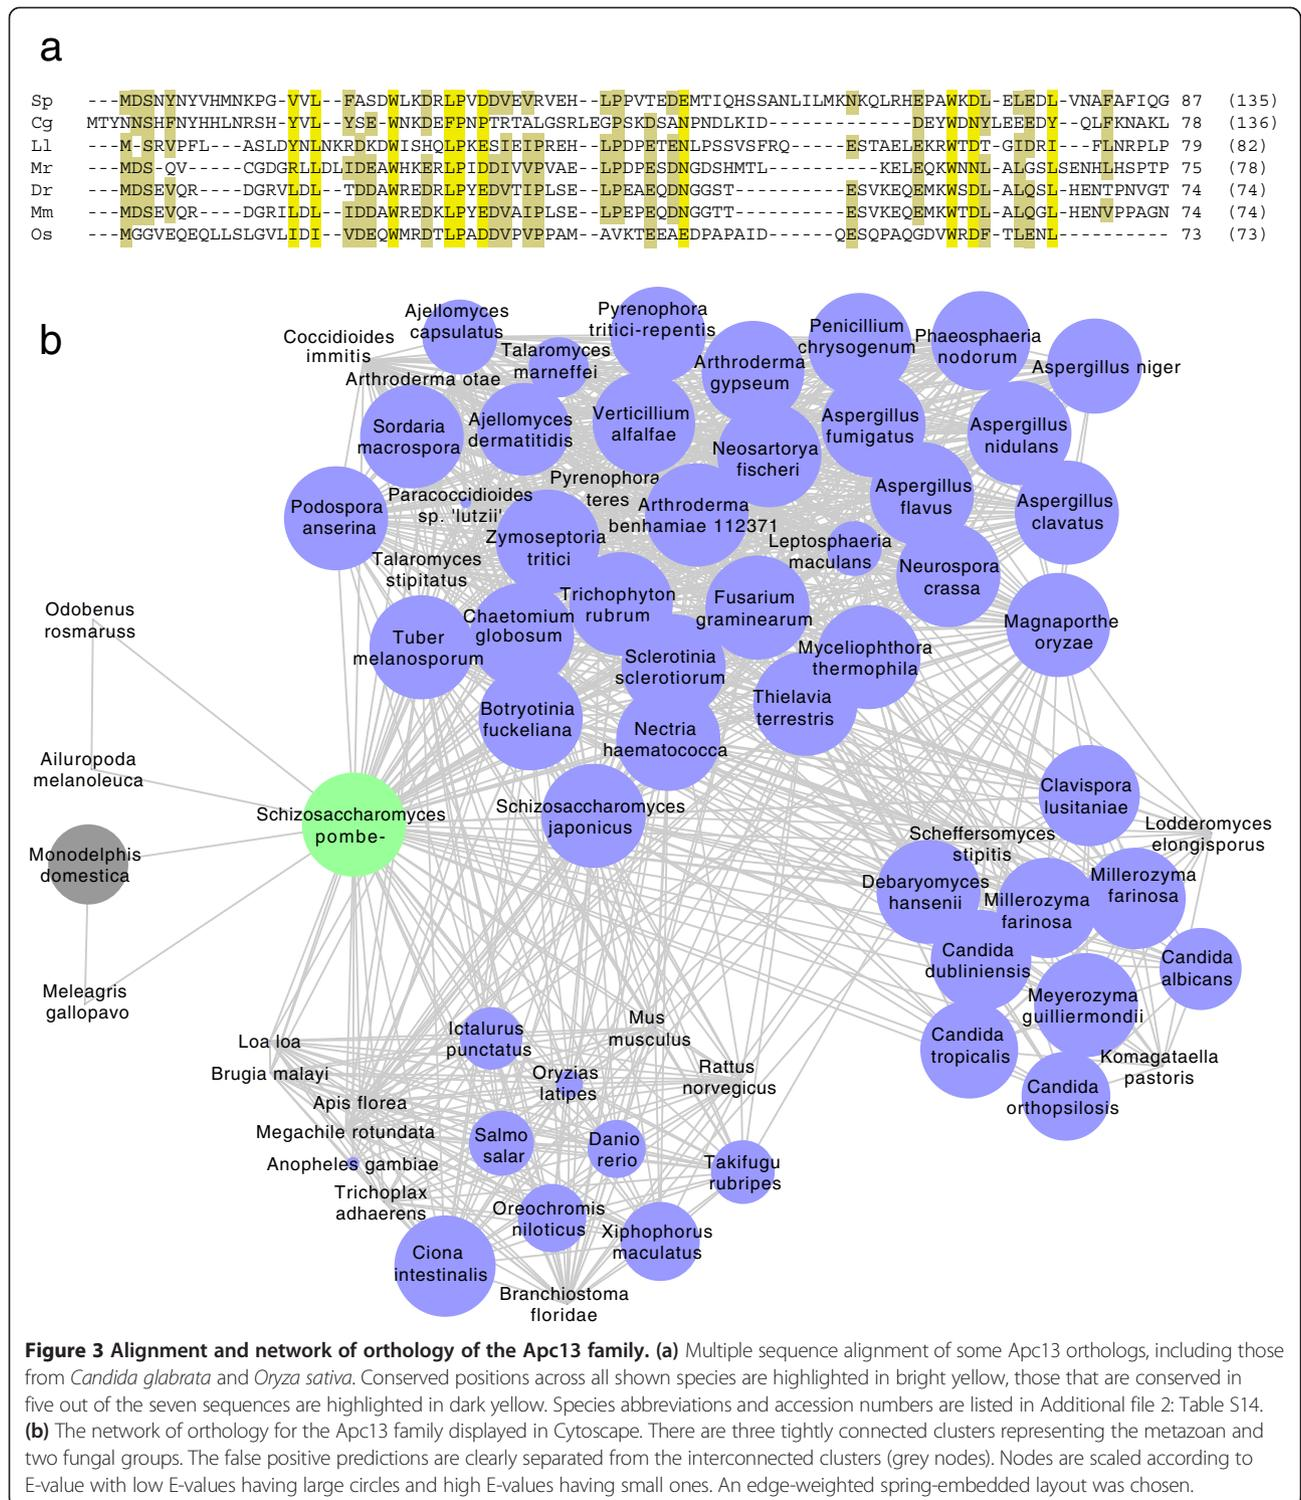 a
Sp ---MDSNYNYVHMNKPG-VVL--FASDWLKDRLPVDDVEVRVEH--LPPVTEDEMTIQHSSANLILMKNKQLRHEPAWKDL-ELEDL-VNAFAFIQG 87 (135)
Cg MTYNNSHFNYHHLNRSH-YVL--YSE-WNKDEFPNPTRTALGSRLEGPSKDSANPNDLKID-------------DEYWDNYLEEEDY--QLFKNAKL 78 (136)
Ll ---M-SRVPFL---ASLDYNLNKRDKDWISHQLPKESIEIPREH--LPDPETENLPSSVSFRQ-----ESTAELEKRWTDT-GIDRI---FLNRPLP 79 (82)
Mr ---MDS-QV-----CGDGRLLDLIDEAWHKERLPIDDIVVPVAE--LPDPESDNGDSHMTL----------KELEQKWNNL-ALGSLSENHLHSPTP 75 (78)
Dr ---MDSEVQR----DGRVLDL--TDDAWREDRLPYEDVTIPLSE--LPEAEQDNGGST----------ESVKEQEMKWSDL-ALQSL-HENTPNVGT 74 (74)
Mm ---MDSEVQR----DGRILDL--IDDAWREDKLPYEDVAIPLSE--LPEPEQDNGGTT----------ESVKEQEMKWTDL-ALQGL-HENVPPAGN 74 (74)
Os ---MGGVEQEQLLSLGVLIDI--VDEQWMRDTLPADDVPVPPAM--AVKTEEAEDPAPAID------QESQPAQGDVWRDF-TLENL---------- 73 (73)
b
Ajellomyces
capsulatus
Pyrenophora
tritici-repentis
Penicillium
chrysogenum
Phaeosphaeria
nodorum
Coccidioides
immitis
Talaromyces
marneffei
Arthroderma
gypseum
Aspergillus niger
Arthroderma otae
Sordaria
macrospora
Ajellomyces
dermatitidis
Verticillium
alfalfae
Aspergillus
fumigatus
Aspergillus
nidulans
Neosartorya
fischeri
Podospora
anserina
Paracoccidioides
sp. 'lutzii'
Pyrenophora
teres
Arthroderma
benhamiae 112371
Aspergillus
flavus
Aspergillus
clavatus
Zymoseptoria
tritici
Leptosphaeria
maculans
Talaromyces
stipitatus
Neurospora
crassa
Odobenus
rosmaruss
Chaetomium
globosum
Trichophyton
rubrum
Fusarium
graminearum
Magnaporthe
oryzae
Tuber
melanosporum
Sclerotinia
sclerotiorum
Myceliophthora
thermophila
Botryotinia
fuckeliana
Thielavia
terrestris
Nectria
haematococca
Ailuropoda
melanoleuca
Clavispora
lusitaniae
Schizosaccharomyces
pombe-
Schizosaccharomyces
japonicus
Scheffersomyces
stipitis
Lodderomyces
elongisporus
Monodelphis
domestica
Debaryomyces
hansenii
Millerozyma
farinosa
Millerozyma
farinosa
Candida
dubliniensis
Candida
albicans
Meleagris
gallopavo
Meyerozyma
guilliermondii
Loa loa
Ictalurus
punctatus
Mus
musculus
Candida
tropicalis
Brugia malayi
Oryzias
latipes
Rattus
norvegicus
Komagataella
pastoris
Apis florea
Candida
orthopsilosis
Megachile rotundata
Salmo
salar
Danio
rerio
Anopheles gambiae
Takifugu
rubripes
Trichoplax
adhaerens
Oreochromis
niloticus
Xiphophorus
maculatus
Ciona
intestinalis
Branchiostoma
floridae
Figure 3 Alignment and network of orthology of the Apc13 family. (a) Multiple sequence alignment of some Apc13 orthologs, including those
from Candida glabrata and Oryza sativa. Conserved positions across all shown species are highlighted in bright yellow, those that are conserved in
five out of the seven sequences are highlighted in dark yellow. Species abbreviations and accession numbers are listed in Additional file 2: Table S14.
(b) The network of orthology for the Apc13 family displayed in Cytoscape. There are three tightly connected clusters representing the metazoan and
two fungal groups. The false positive predictions are clearly separated from the interconnected clusters (grey nodes). Nodes are scaled according to
E-value with low E-values having large circles and high E-values having small ones. An edge-weighted spring-embedded layout was chosen.